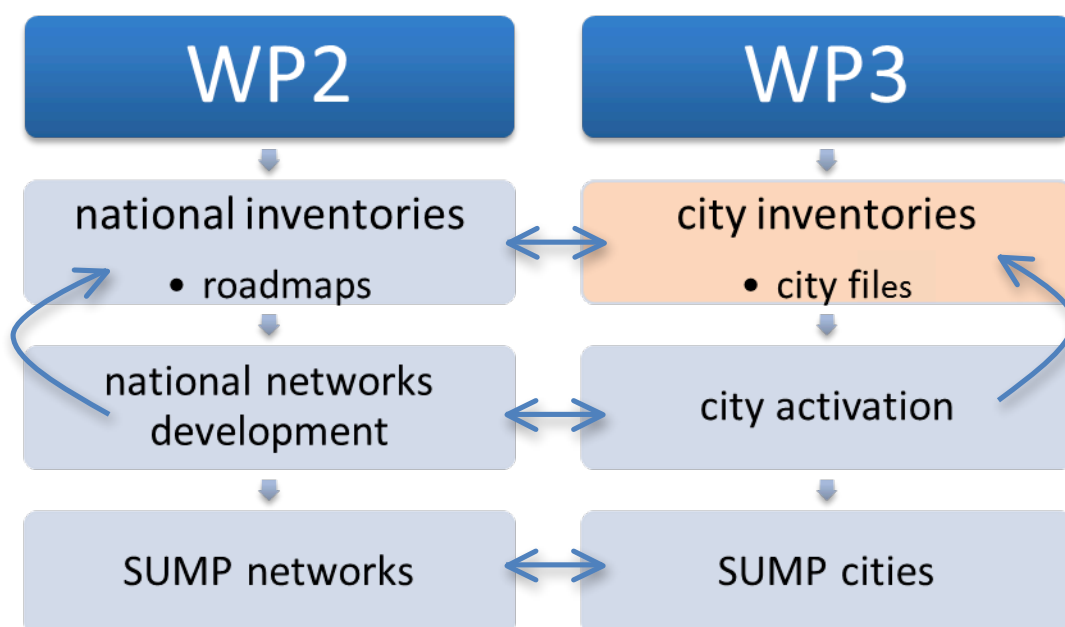 WP2
WP3
national inventories
• roadmaps
city inventories
• city files
national networks
development
city activation
SUMP networks
SUMP cities